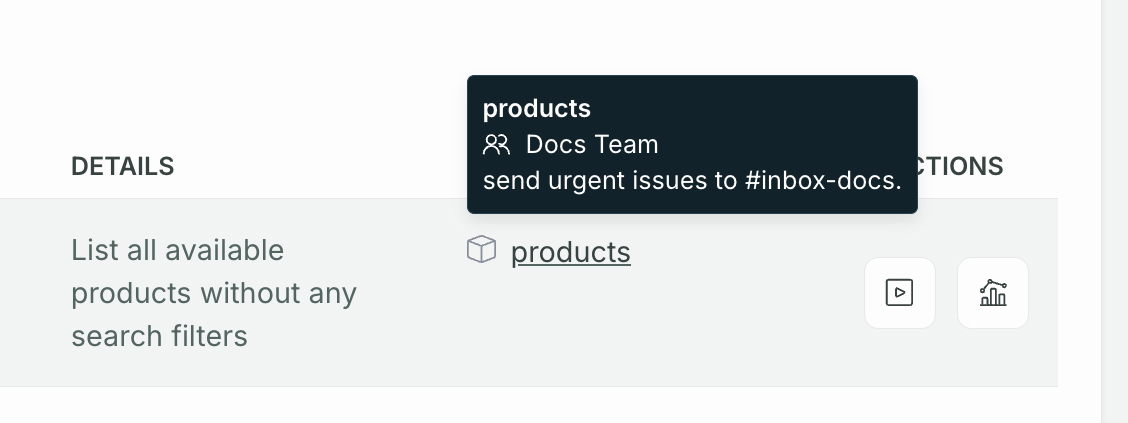 products
Docs Team
send urgent issues to #inbox-docs.
DETAILS
List all available
products without any
search filters
products